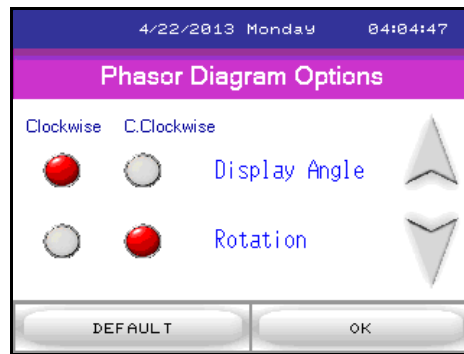 4/22/2013 Monday 04:04:47
Phasor Diagram Options
Clockwise C.Clockwise
Display Angle
Rotation
DEFAULT OK